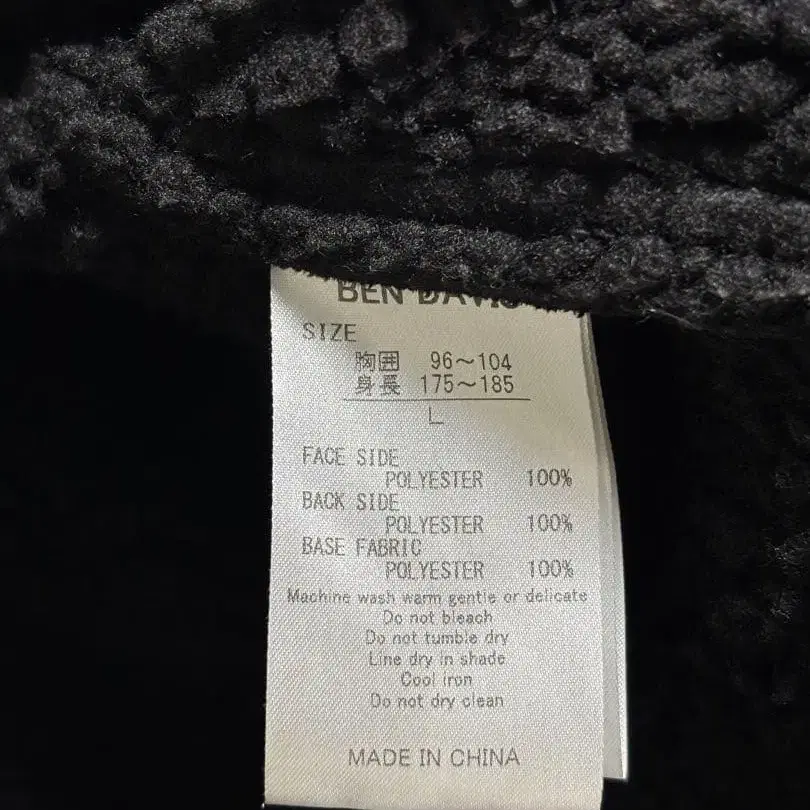 BEN DAVIS
SIZE
胸囲 96~104
身長 175~185
L
FACE SIDE
POLYESTER 100%
BACK SIDE
POLYESTER 100%
BASE FABRIC
POLYESTER 100%
Machine wash warm gentle or delicate
Do not bleach
Do not tumble dry
Line dry in shade
Cool iron
Do not dry clean
MADE IN CHINA